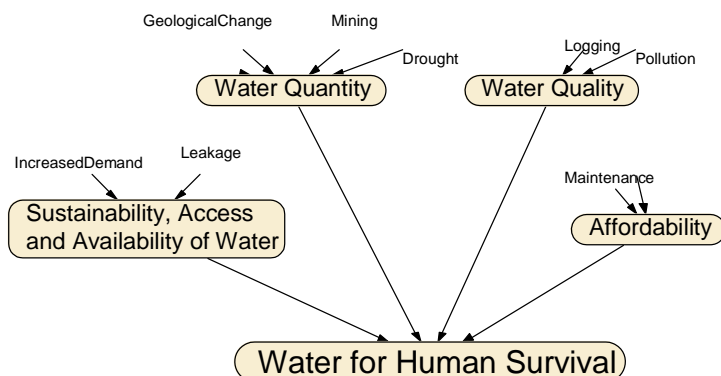 GeologicalChange
Mining
Drought
Logging
Pollution
Water Quantity
Water Quality
IncreasedDemand
Leakage
Maintenance
Sustainability, Access
and Availability of Water
Affordability
Water for Human Survival